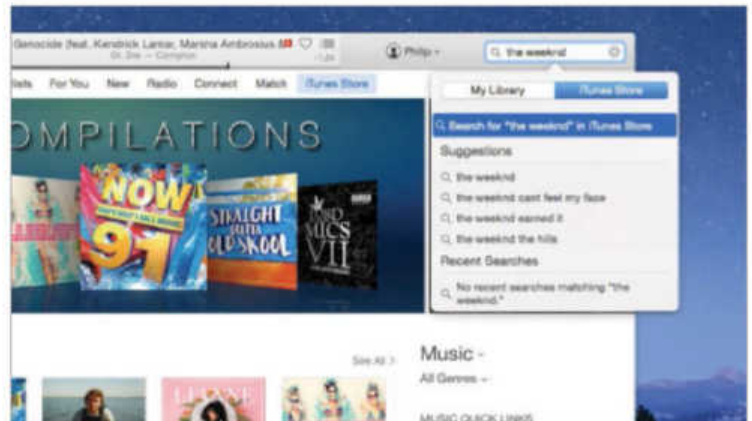 Genocide (feat. Kendrick Lamar, Marsha Ambrosius &
Dr. Dre — Compton
Philip
the weeknd
For You New Radio Connect Match iTunes Store
My Library iTunes Store
Search for "the weeknd" in iTunes Store
Suggestions
the weeknd
the weeknd cant feel my face
the weeknd earned it
the weeknd the hills
Recent Searches
No recent searches matching "the
weeknd."
OMPILATIONS
NOW
91
STRAIGHT
OUTTA
OLD SKOOL
LORD
MICS
VII
See All >
Music
All Genres
MUSIC QUICK LINKS
LIANNE